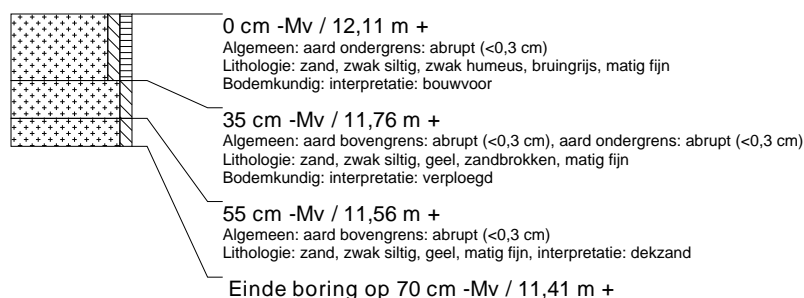 0 cm -Mv / 12,11 m +
Algemeen: aard ondergrens: abrupt (<0,3 cm)
Lithologie: zand, zwak siltig, zwak humeus, bruingrijs, matig fijn
Bodemkundig: interpretatie: bouwvoor
35 cm -Mv / 11,76 m +
Algemeen: aard bovengrens: abrupt (<0,3 cm), aard ondergrens: abrupt (<0,3 cm)
Lithologie: zand, zwak siltig, geel, zandbrokken, matig fijn
Bodemkundig: interpretatie: verploegd
55 cm -Mv / 11,56 m +
Algemeen: aard bovengrens: abrupt (<0,3 cm)
Lithologie: zand, zwak siltig, geel, matig fijn, interpretatie: dekzand
Einde boring op 70 cm -Mv / 11,41 m +